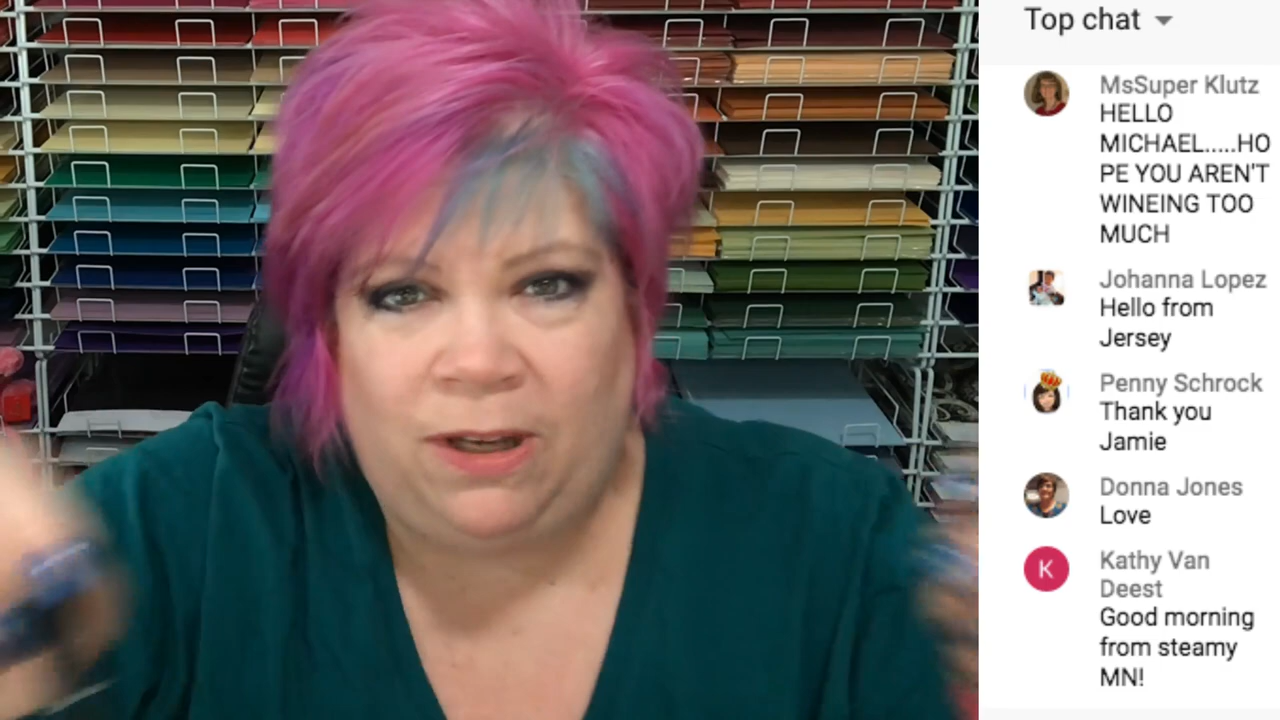 Top chat
MsSuper Klutz
HELLO
MICHAEL.....HO
PE YOU AREN'T
WINEING TOO
MUCH
Johanna Lopez
Hello from
Jersey
Penny Schrock
Thank you
Jamie
Donna Jones
Love
K
Kathy Van
Deest
Good morning
from steamy
MN!